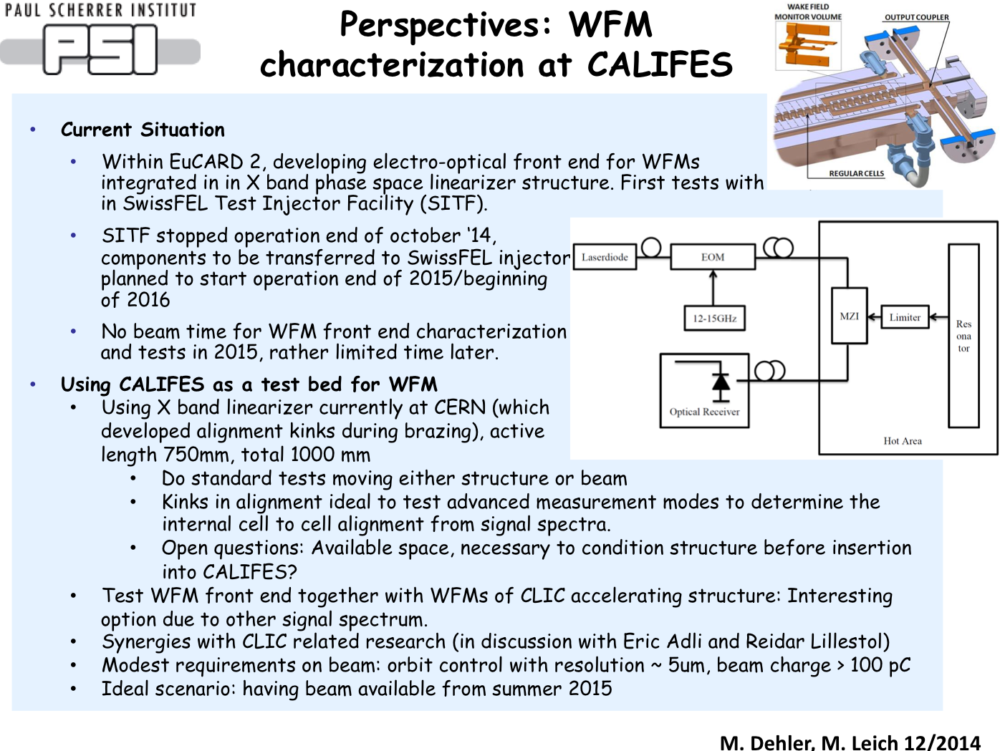 PAUL SCHERRER INSTITUT
PSI
Perspectives: WFM
characterization at CALIFES
WAKE FIELD
MONITOR VOLUME
OUTPUT COUPLER
REGULAR CELLS
• Current Situation
• Within EuCARD 2, developing electro-optical front end for WFMs
integrated in in X band phase space linearizer structure. First tests with
in SwissFEL Test Injector Facility (SITF).
• SITF stopped operation end of october ‘14,
components to be transferred to SwissFEL injector
planned to start operation end of 2015/beginning
of 2016
• No beam time for WFM front end characterization
and tests in 2015, rather limited time later.
Laserdiode
EOM
12-15GHz
MZI
Limiter
Res
ona
tor
Optical Receiver
Hot Area
• Using CALIFES as a test bed for WFM
• Using X band linearizer currently at CERN (which
developed alignment kinks during brazing), active
length 750mm, total 1000 mm
• Do standard tests moving either structure or beam
• Kinks in alignment ideal to test advanced measurement modes to determine the
internal cell to cell alignment from signal spectra.
• Open questions: Available space, necessary to condition structure before insertion
into CALIFES?
• Test WFM front end together with WFMs of CLIC accelerating structure: Interesting
option due to other signal spectrum.
• Synergies with CLIC related research (in discussion with Eric Adli and Reidar Lillestol)
• Modest requirements on beam: orbit control with resolution ~ 5um, beam charge > 100 pC
• Ideal scenario: having beam available from summer 2015
M. Dehler, M. Leich 12/2014